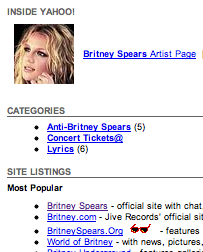 INSIDE YAHOO!
Britney Spears Artist Page |
CATEGORIES
Anti-Britney Spears (5)
Concert Tickets@
Lyrics (6)
SITE LISTINGS
Most Popular
Britney Spears - official site with chat,
Britney.com - Jive Records' official sit
BritneySpears.Org - features
World of Britney - with news, pictures,